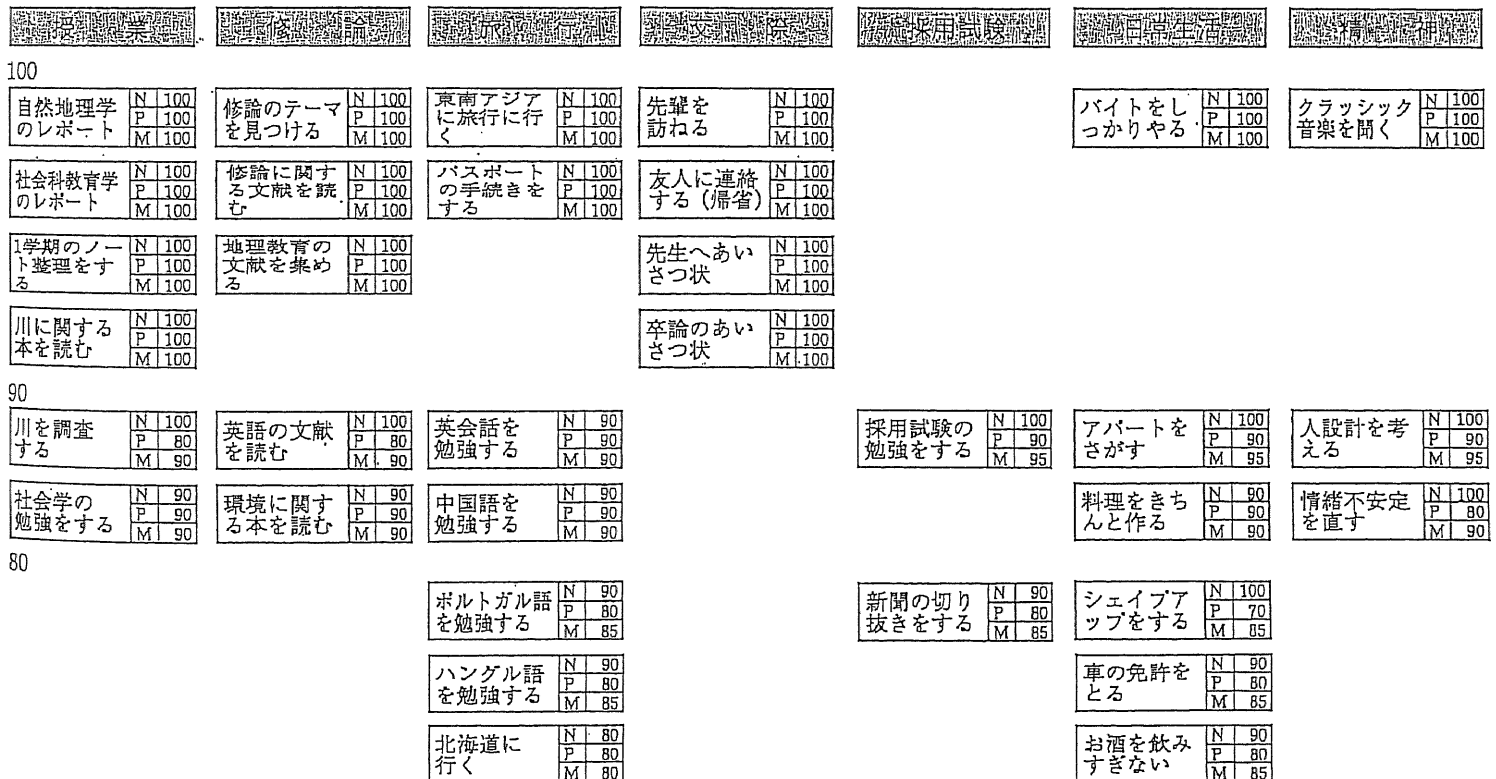 授業
修論
旅行
交際
採用試験
日常生活
精神
100
自然地理学
のレポート
N 100
P 100
M 100
修論のテーマ
を見つける
N 100
P 100
M 100
東南アジア
に旅行に行
く
N 100
P 100
M 100
先輩を
訪ねる
N 100
P 100
M 100
バイトをし
っかりやる
N 100
P 100
M 100
クラッシック
音楽を聞く
N 100
P 100
M 100
社会科教育学
のレポート
N 100
P 100
M 100
修論に関す
る文献を読
む
N 100
P 100
M 100
パスポート
の手続きを
する
N 100
P 100
M 100
友人に連絡
する(帰省)
N 100
P 100
M 100
1学期のノー
ト整理をす
る
N 100
P 100
M 100
地理教育の
文献を集め
る
N 100
P 100
M 100
先生へあい
さつ状
N 100
P 100
M 100
川に関する
本を読む
N 100
P 100
M 100
卒論のあい
さつ状
N 100
P 100
M 100
90
川を調査
する
N 100
P 80
M 90
英語の文献
を読む
N 100
P 80
M 90
英会話を
勉強する
N 90
P 90
M 90
採用試験の
勉強をする
N 100
P 90
M 95
アパートを
さがす
N 100
P 90
M 95
人設計を考
える
N 100
P 90
M 95
社会学の
勉強をする
N 90
P 90
M 90
環境に関す
る本を読む
N 90
P 90
M 90
中国語を
勉強する
N 90
P 90
M 90
料理をきち
んと作る
N 90
P 90
M 90
情緒不安定
を直す
N 100
P 80
M 90
80
ポルトガル語
を勉強する
N 90
P 80
M 85
新聞の切り
抜きをする
N 90
P 80
M 85
シェイプア
ップをする
N 100
P 70
M 85
ハングル語
を勉強する
N 90
P 80
M 85
車の免許を
とる
N 90
P 80
M 85
北海道に
行く
N 80
P 80
M 80
お酒を飲み
すぎない
N 90
P 80
M 85